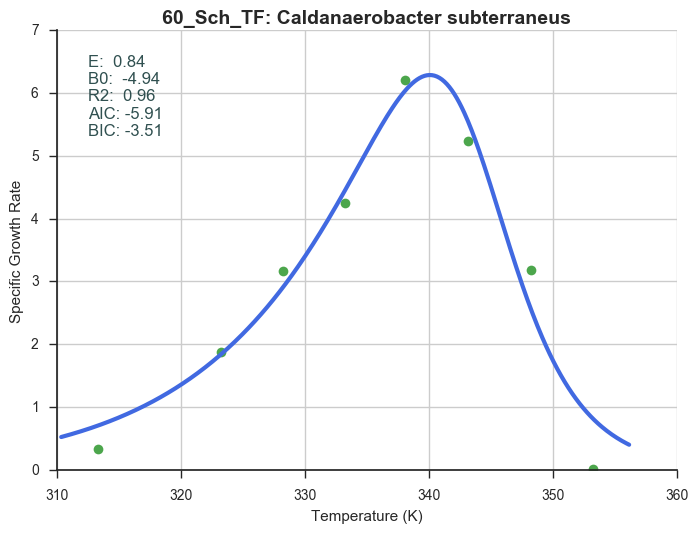 60_Sch_TF: Caldanaerobacter subterraneus
E:  0.84
B0:  -4.94
R2:  0.96
AIC: -5.91
BIC: -3.51
Specific Growth Rate
7
6
5
4
3
2
1
0
310 320 330 340 350 360
Temperature (K)